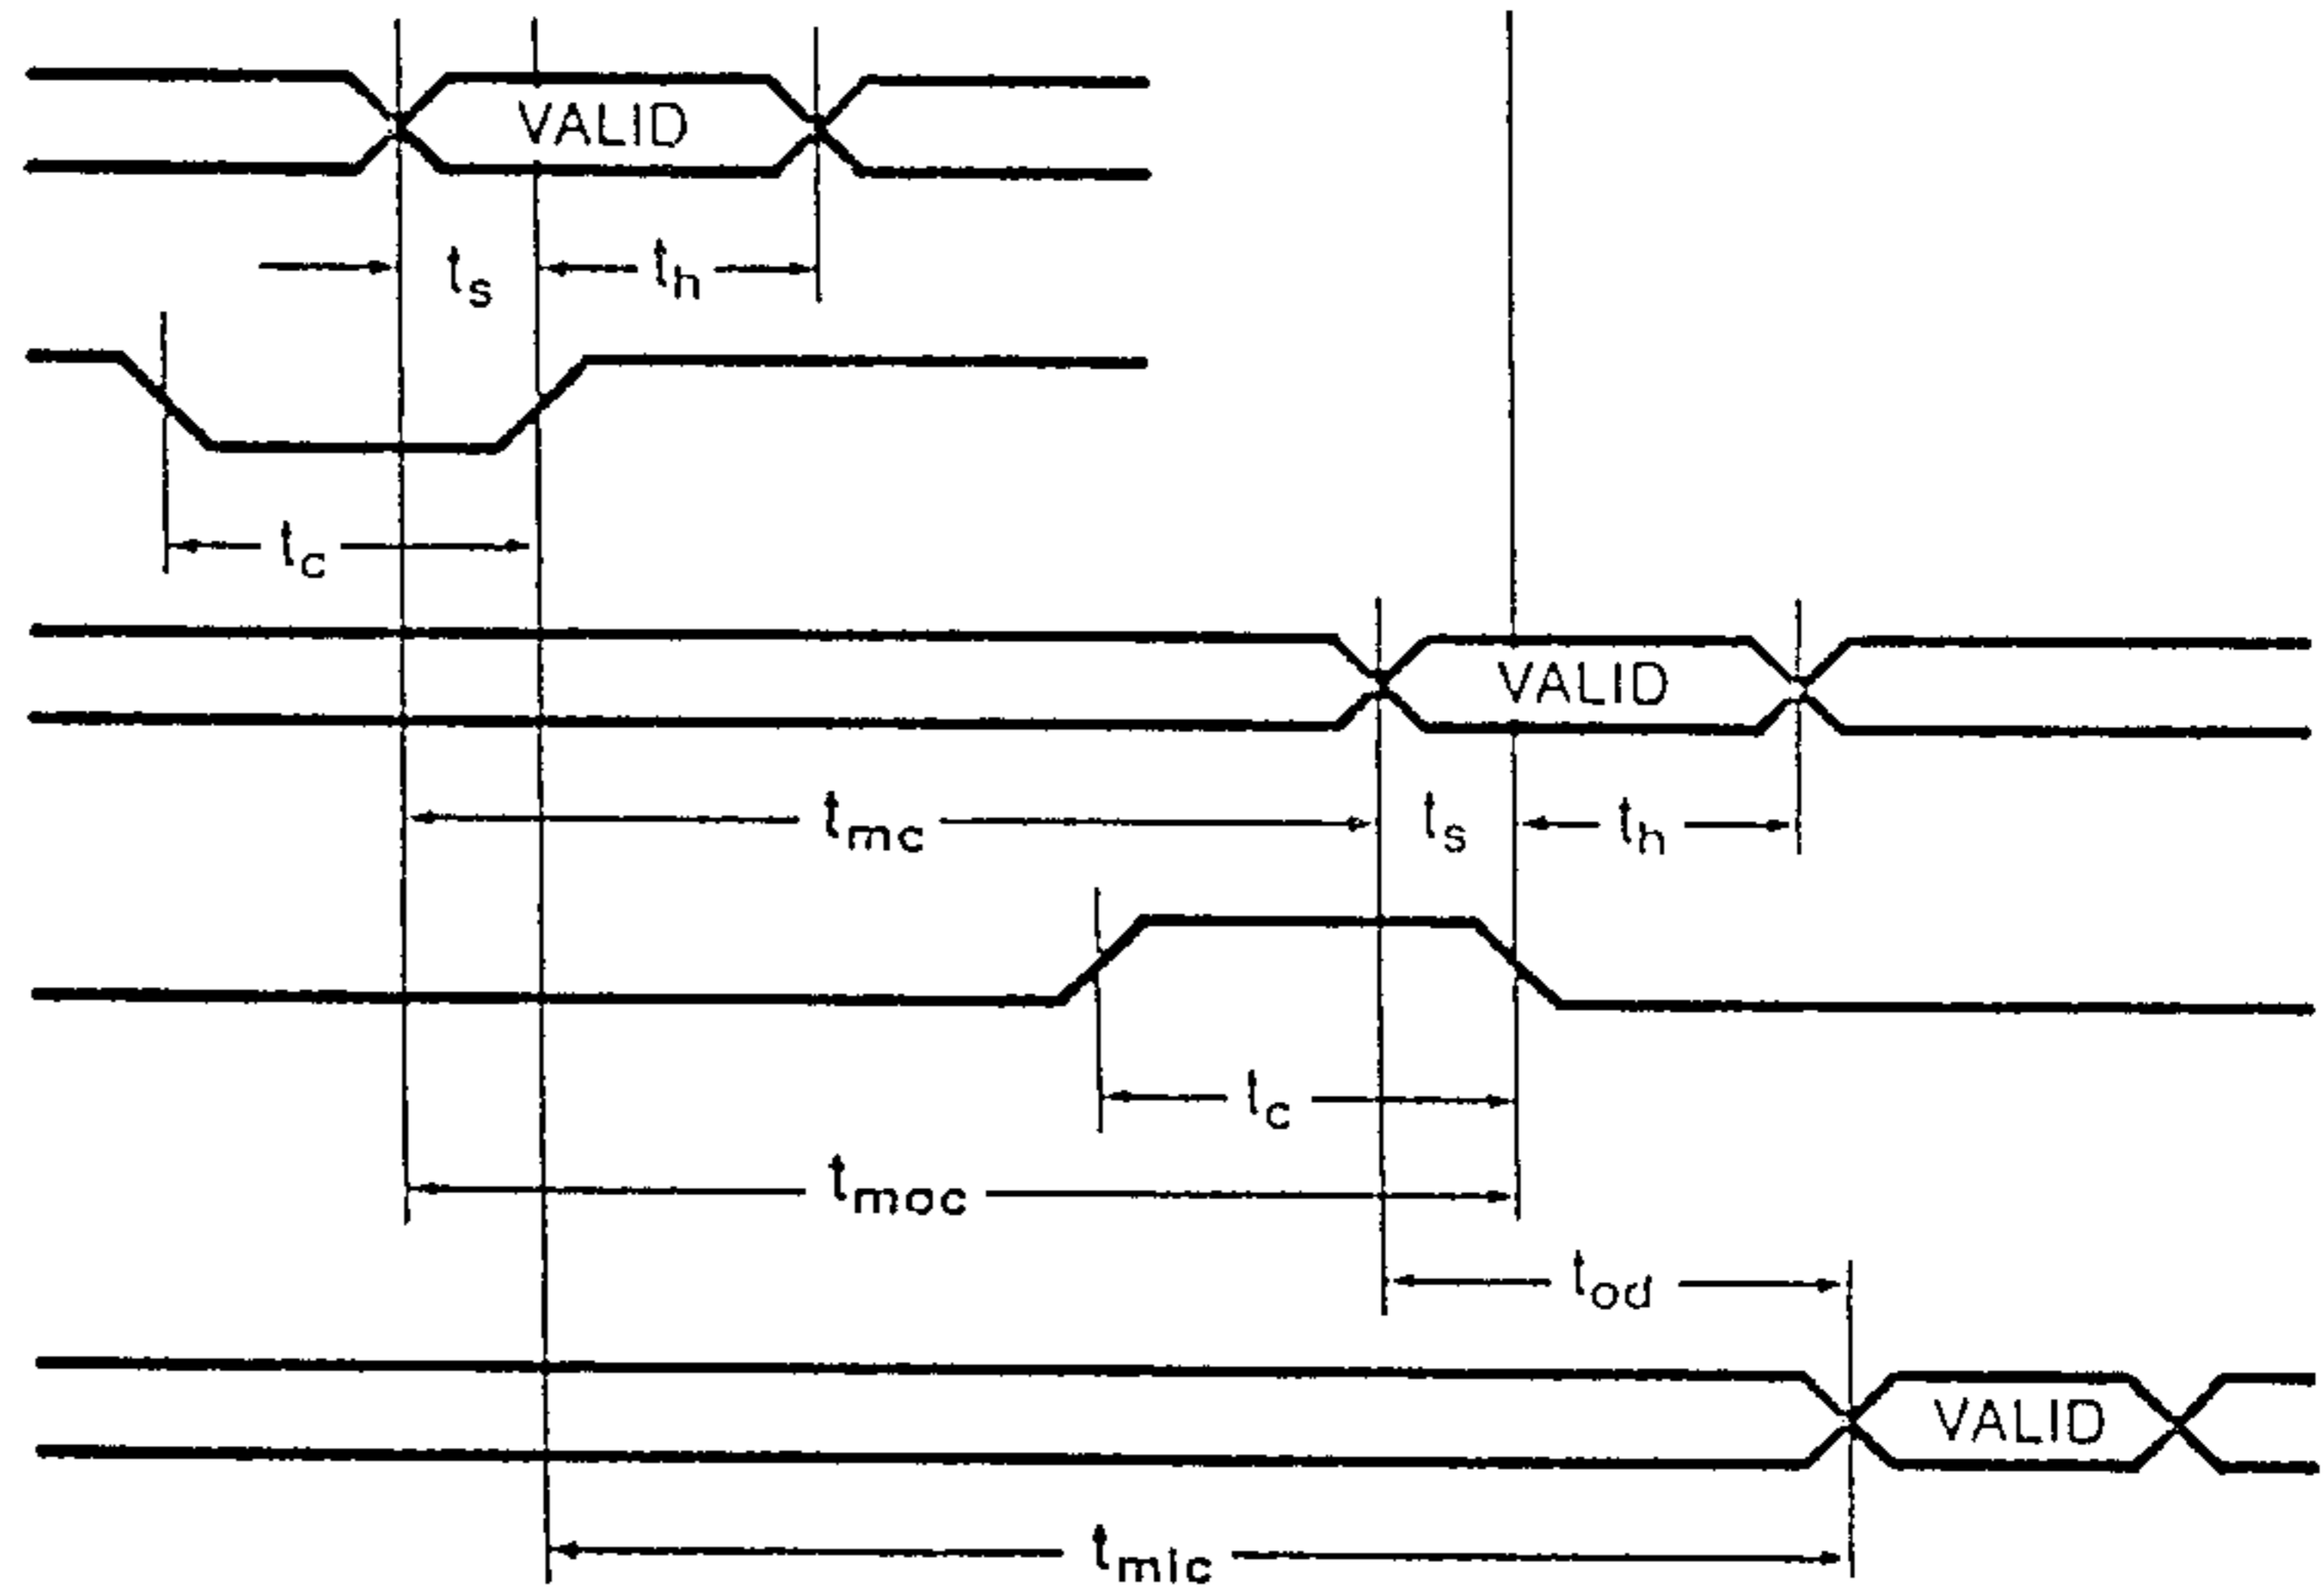 VALID
ts th
tc
VALID
tmc ts th
tc
tmoc
tod
VALID
tmic